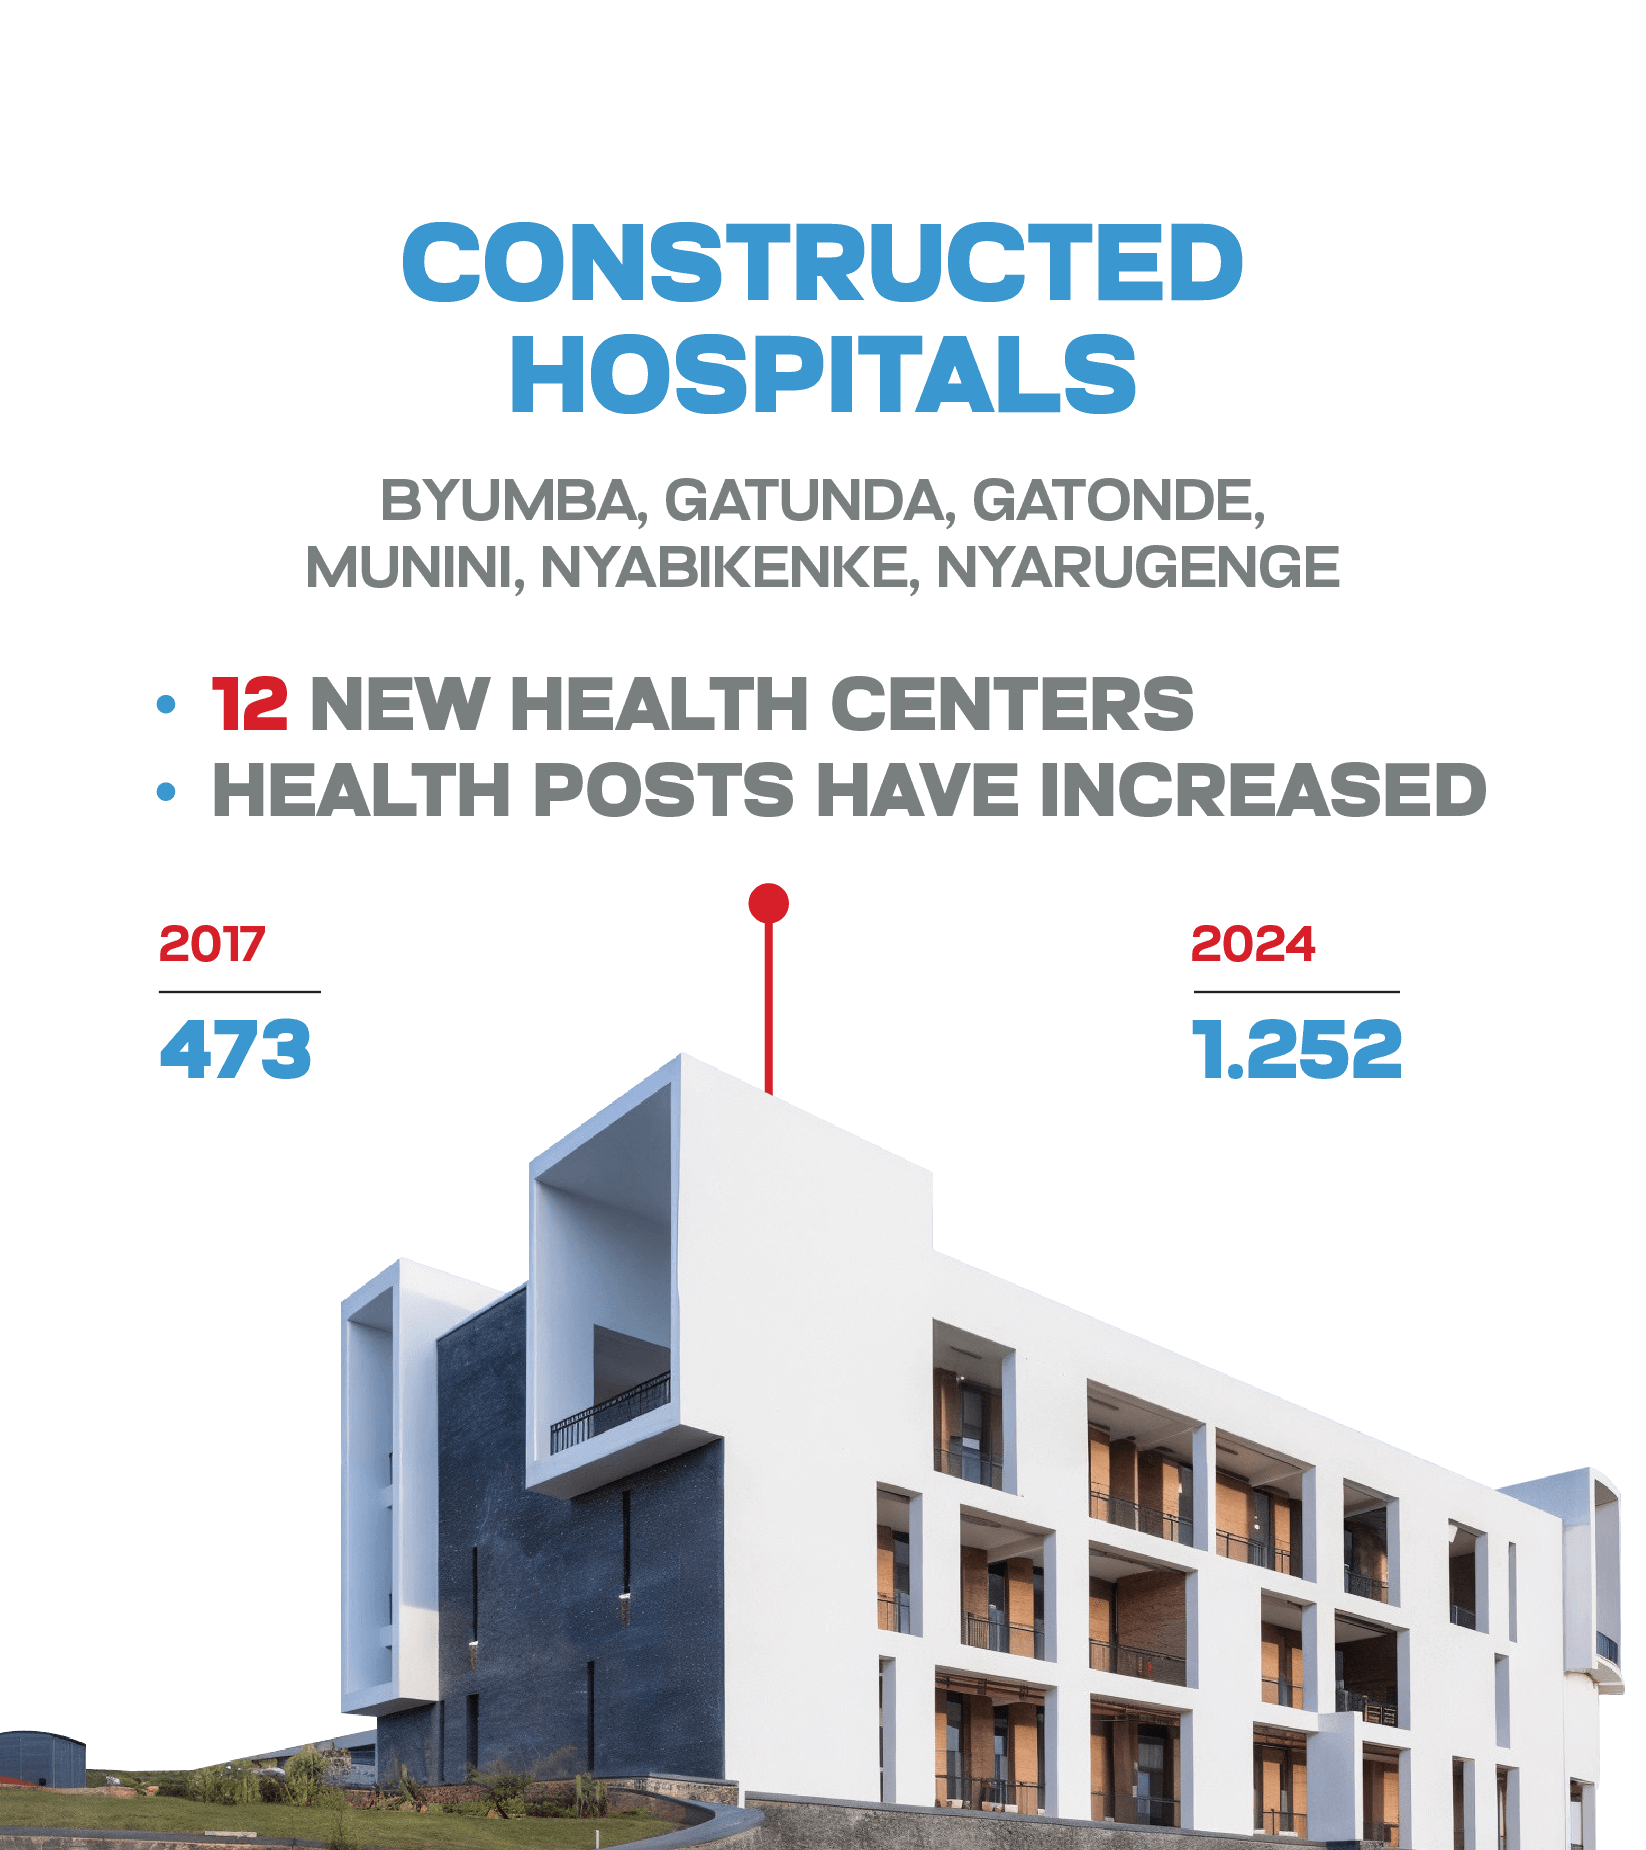 CONSTRUCTED
HOSPITALS
BYUMBA, GATUNDA, GATONDE,
MUNINI, NYABIKENKE, NYARUGENGE
• 12 NEW HEALTH CENTERS
• HEALTH POSTS HAVE INCREASED
2017
473
2024
1.252